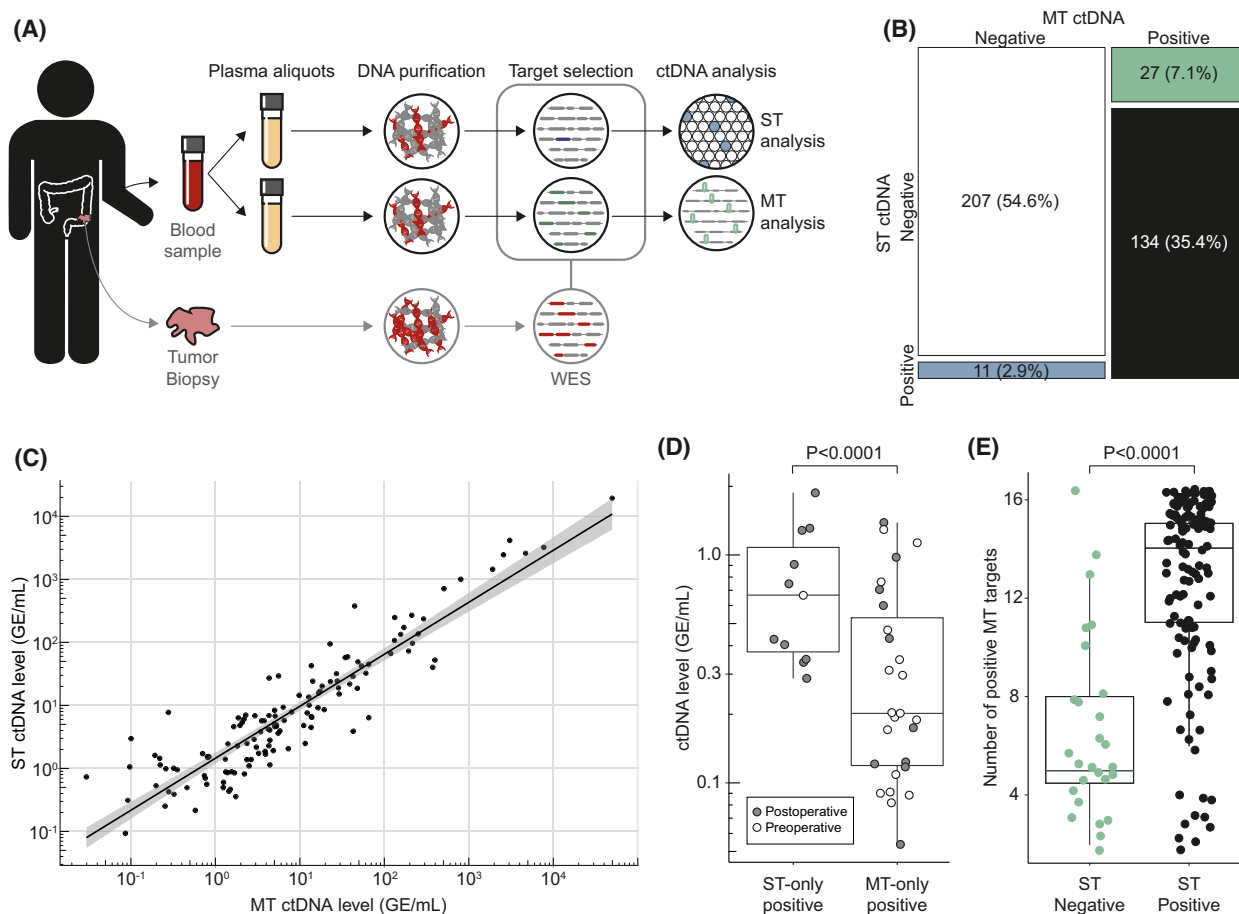 (A)
Plasma aliquots
DNA purification
Target selection
ctDNA analysis
ST
analysis
MT
analysis
Blood
sample
Tumor
Biopsy
WES
(B)
MT ctDNA
Negative
Positive
ST ctDNA
Negative
Positive
27 (7.1%)
207 (54.6%)
134 (35.4%)
11 (2.9%)
(C)
ST ctDNA level (GE/mL)
10^4
10^3
10^2
10^1
10^0
10^-1
10^-1
10^0
10^1
10^2
10^3
10^4
MT ctDNA level (GE/mL)
(D)
P<0.0001
ctDNA level (GE/mL)
1.0
0.3
0.1
Postoperative
Preoperative
ST-only
positive
MT-only
positive
(E)
P<0.0001
Number of positive MT targets
16
12
8
4
ST
Negative
ST
Positive